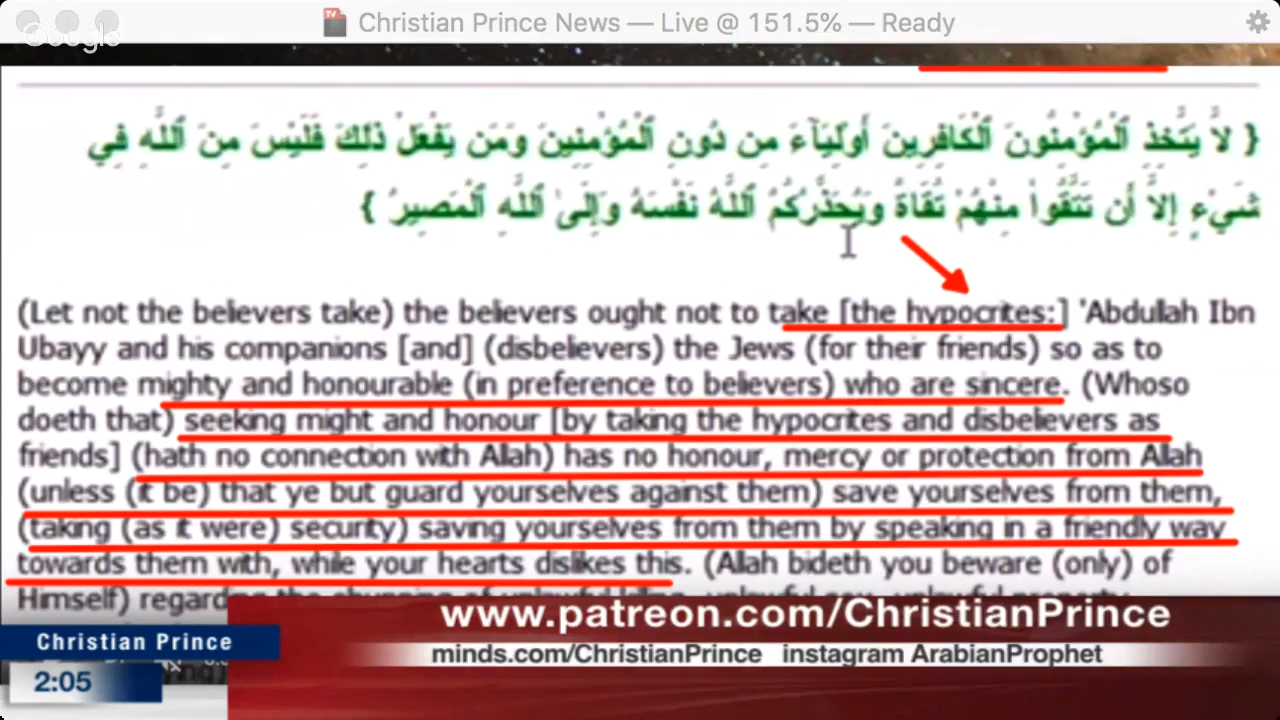 Christian Prince News — Live @ 151.5% — Ready
Google
{ لاَّ يَتَّخِذِ ٱلْمُؤْمِنُونَ ٱلْكَافِرِينَ أَوْلِيَآءَ مِن دُونِ ٱلْمُؤْمِنِينَ وَمَن يَفْعَلْ ذٰلِكَ فَلَيْسَ مِنَ ٱللَّهِ فِي
شَيْءٍ إِلاَّ أَن تَتَّقُواْ مِنْهُمْ تُقَاةً وَيُحَذِّرُكُمُ ٱللَّهُ نَفْسَهُ وَإِلَىٰ ٱللَّهِ ٱلْمَصِيرُ }
(Let not the believers take) the believers ought not to take [the hypocrites:] 'Abdullah Ibn
Ubayy and his companions [and] (disbelievers) the Jews (for their friends) so as to
become mighty and honourable (in preference to believers) who are sincere. (Whoso
doeth that) seeking might and honour [by taking the hypocrites and disbelievers as
friends] (hath no connection with Allah) has no honour, mercy or protection from Allah
(unless (it be) that ye but guard yourselves against them) save yourselves from them,
(taking (as it were) security) saving yourselves from them by speaking in a friendly way
towards them with, while your hearts dislikes this. (Allah bideth you beware (only) of
Himself) regarding the
www.patreon.com/ChristianPrince
Christian Prince
minds.com/ChristianPrince instagram ArabianProphet
2:05